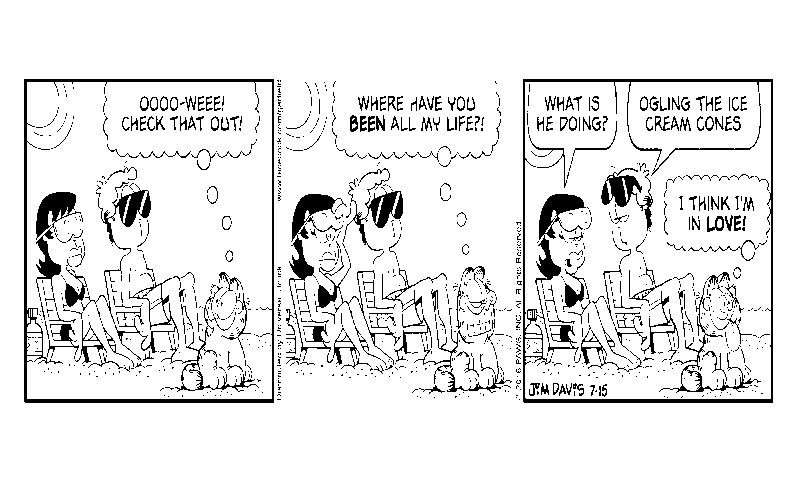 OOOO-WEEE!
CHECK THAT OUT!
WHERE HAVE YOU
BEEN ALL MY LIFE?!
WHAT IS
HE DOING?
OGLING THE ICE
CREAM CONES
I THINK I'M
IN LOVE!
JIM DAVIS 7-15